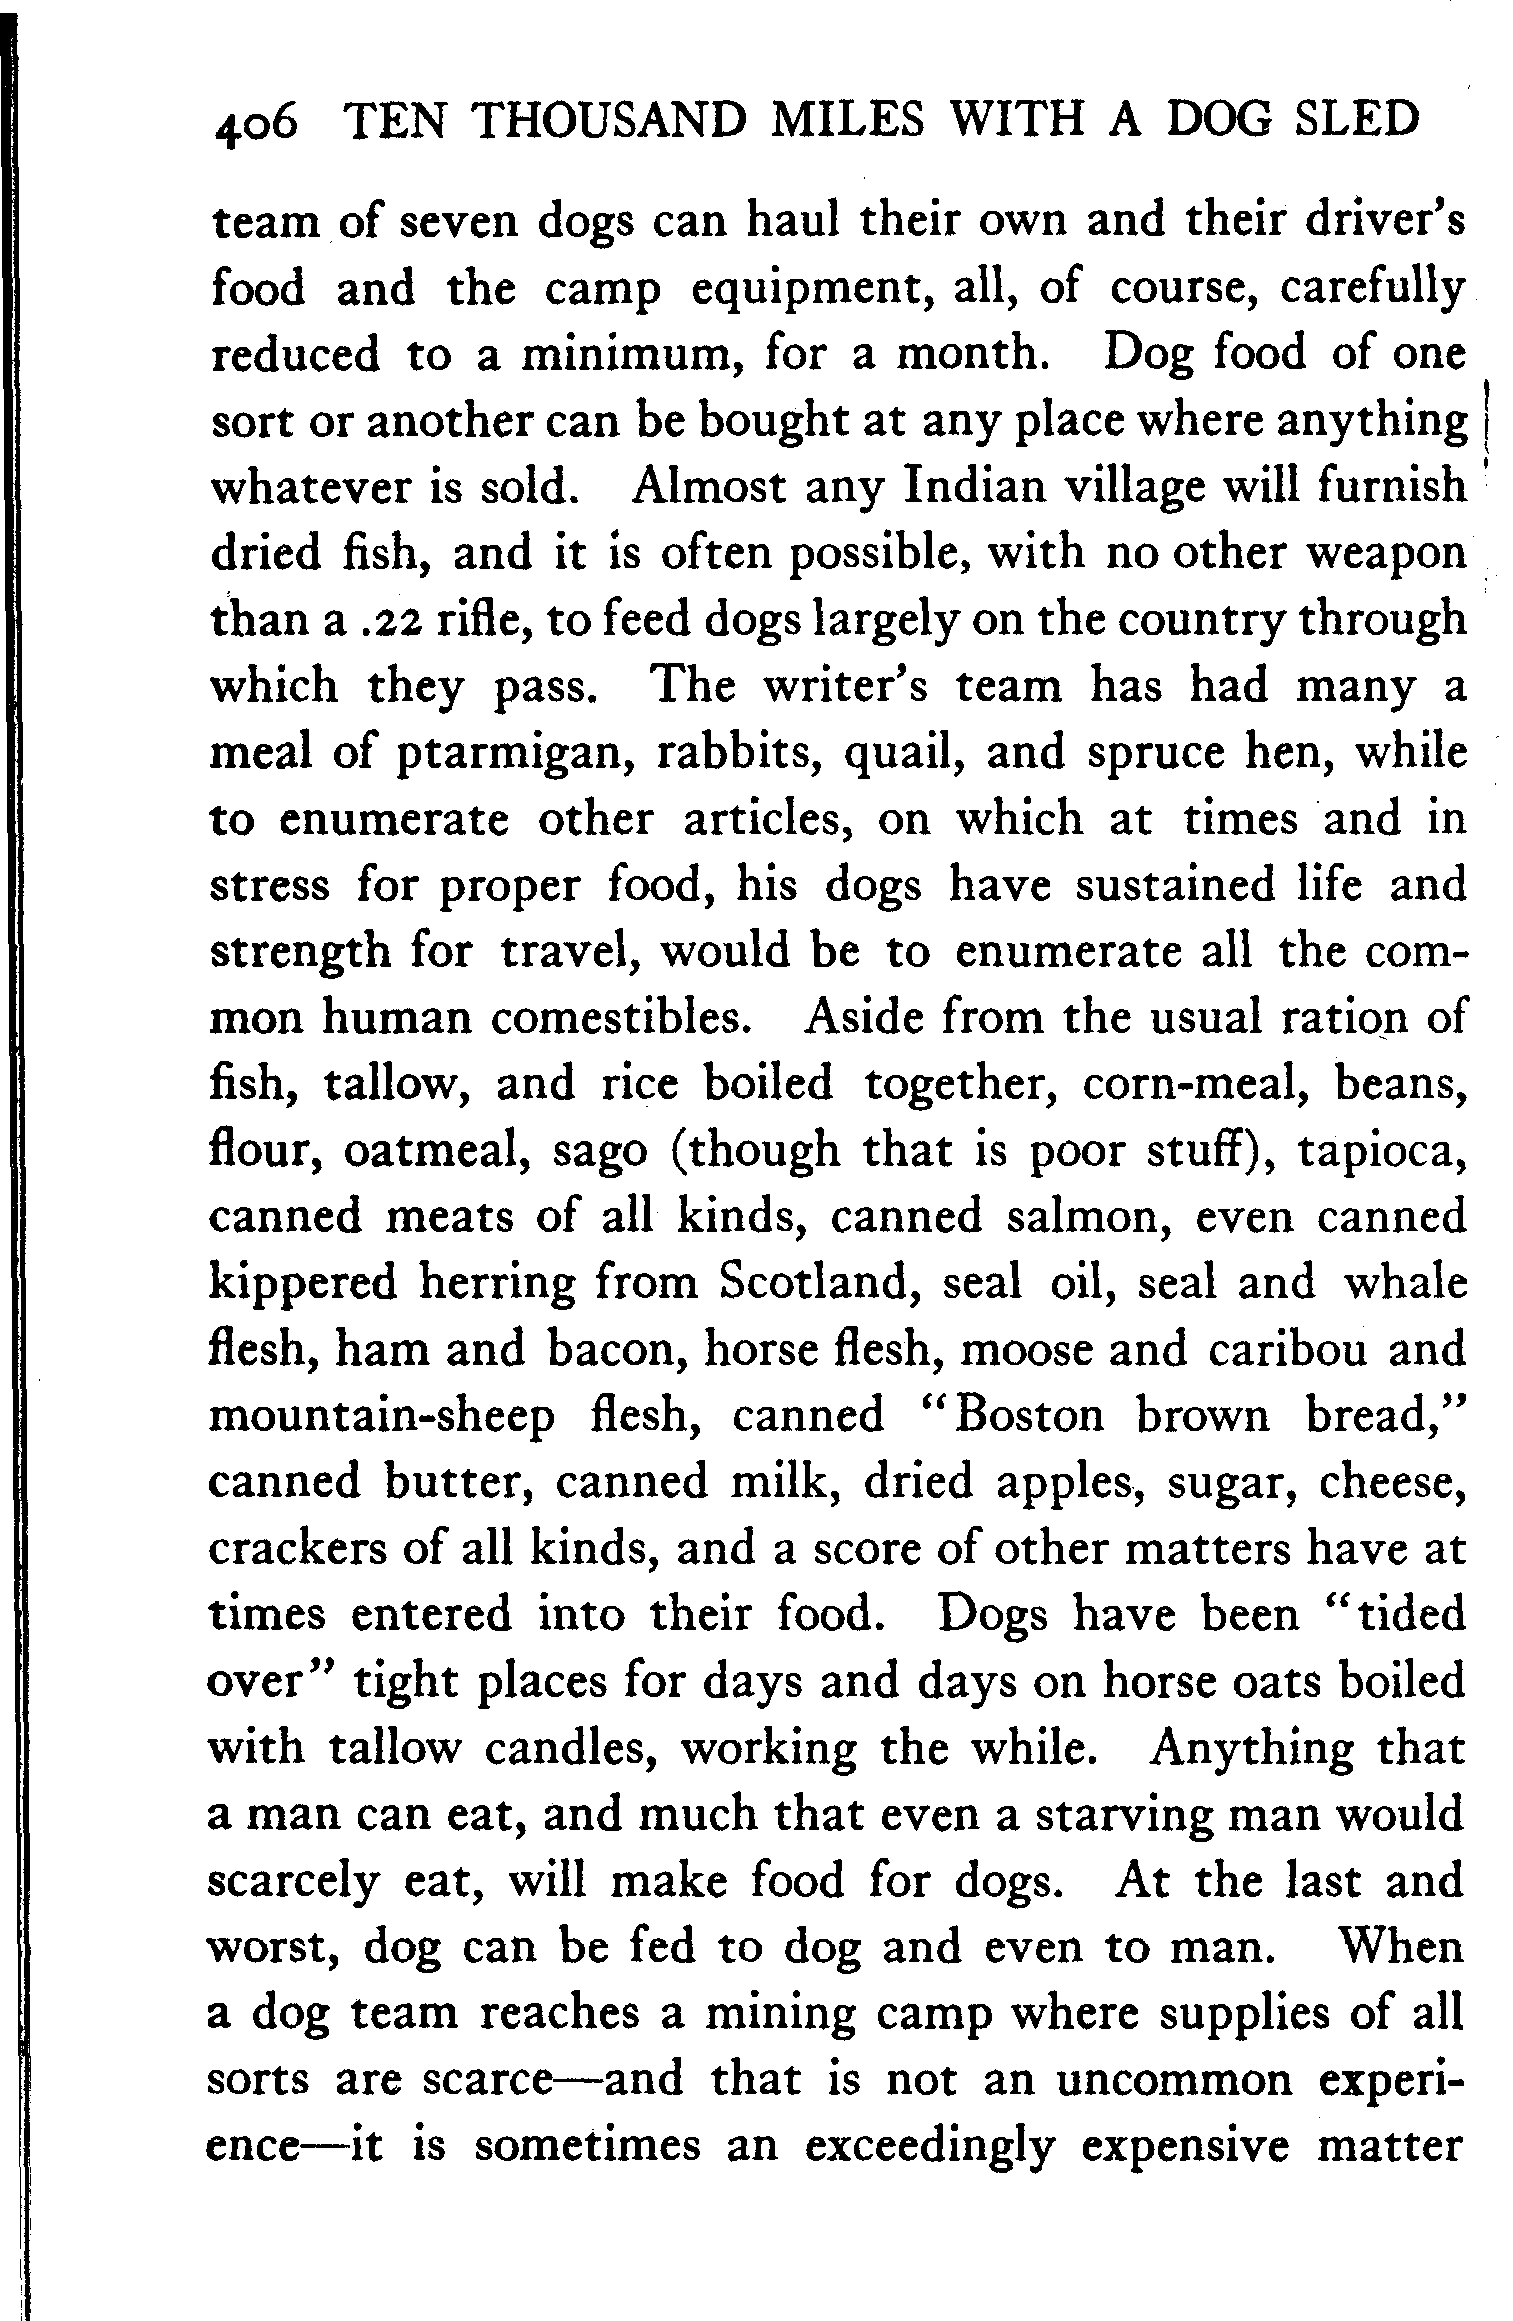 406 TEN THOUSAND MILES WITH A DOG SLED
team of seven dogs can haul their own and their driver's
food and the camp equipment, all, of course, carefully
reduced to a minimum, for a month. Dog food of one
sort or another can be bought at any place where anything
whatever is sold. Almost any Indian village will furnish
dried fish, and it is often possible, with no other weapon
than a .22 rifle, to feed dogs largely on the country through
which they pass. The writer's team has had many a
meal of ptarmigan, rabbits, quail, and spruce hen, while
to enumerate other articles, on which at times and in
stress for proper food, his dogs have sustained life and
strength for travel, would be to enumerate all the com-
mon human comestibles. Aside from the usual ration of
fish, tallow, and rice boiled together, corn-meal, beans,
flour, oatmeal, sago (though that is poor stuff), tapioca,
canned meats of all kinds, canned salmon, even canned
kippered herring from Scotland, seal oil, seal and whale
flesh, ham and bacon, horse flesh, moose and caribou and
mountain-sheep flesh, canned "Boston brown bread,"
canned butter, canned milk, dried apples, sugar, cheese,
crackers of all kinds, and a score of other matters have at
times entered into their food. Dogs have been "tided
over" tight places for days and days on horse oats boiled
with tallow candles, working the while. Anything that
a man can eat, and much that even a starving man would
scarcely eat, will make food for dogs. At the last and
worst, dog can be fed to dog and even to man. When
a dog team reaches a mining camp where supplies of all
sorts are scarce—and that is not an uncommon experi-
ence—it is sometimes an exceedingly expensive matter